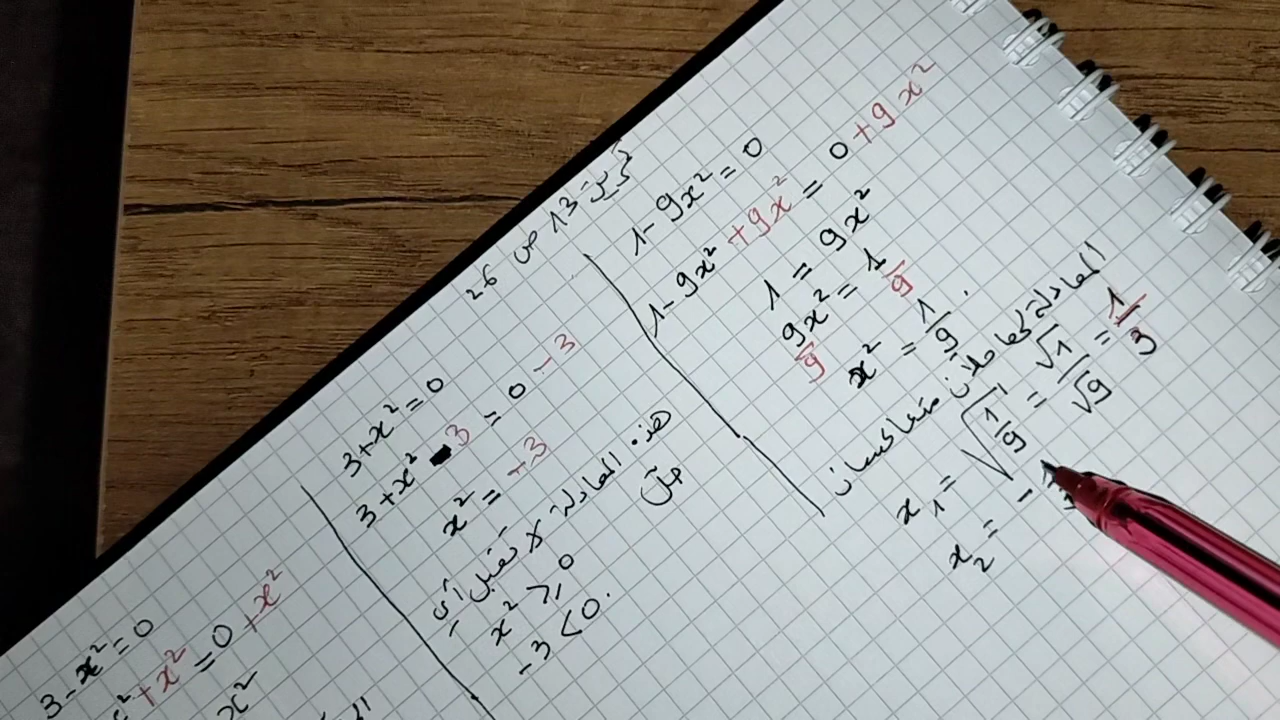 26 ص 13
3 - x² = 0
x² + x² = 0 + x²
x²
3 + x² = 0
3 + x² - 3 = 0 - 3
x² = -3
هذه المعادلة لا تقبل أي
حل
x² ≥ 0
-3 < 0.
1 - 9x² = 0
1 - 9x² + 9x² = 0 + 9x²
1 = 9x²
9x²/9 = 1/9
x² = 1/9.
المعادلة لها حلان متعاكسان
x₁ = √(1/9) = √1/√9 = 1/3
x₂ = -